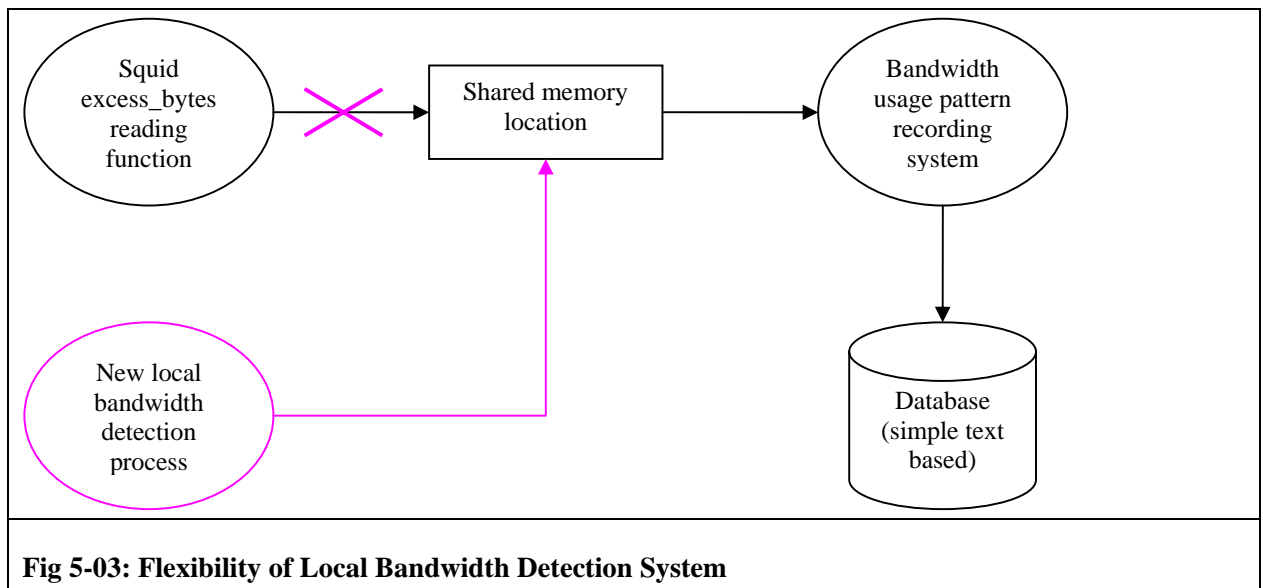 Squid
excess_bytes
reading
function
Shared memory
location
Bandwidth
usage pattern
recording
system
New local
bandwidth
detection
process
Database
(simple text
based)
Fig 5-03: Flexibility of Local Bandwidth Detection System